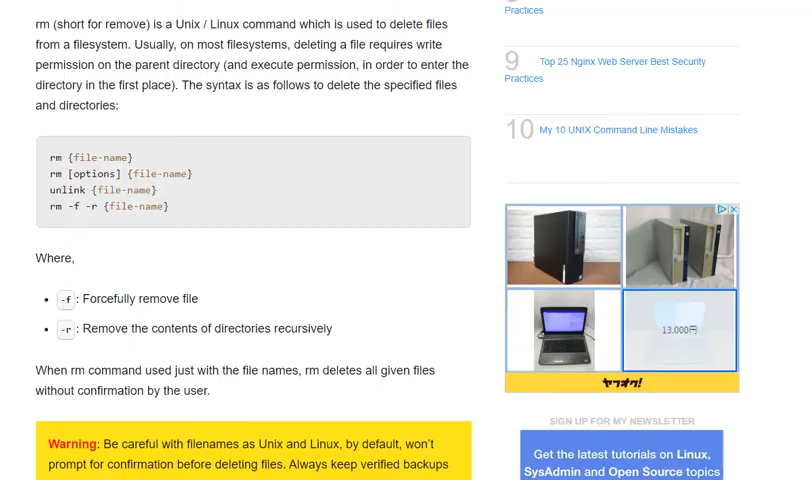 rm (short for remove) is a Unix / Linux command which is used to delete files
from a filesystem. Usually, on most filesystems, deleting a file requires write
permission on the parent directory (and execute permission, in order to enter the
directory in the first place). The syntax is as follows to delete the specified files
and directories:
rm {file-name}
rm [options] {file-name}
unlink {file-name}
rm -f -r {file-name}
Where,
-f : Forcefully remove file
-r : Remove the contents of directories recursively
When rm command used just with the file names, rm deletes all given files
without confirmation by the user.
Warning: Be careful with filenames as Unix and Linux, by default, won’t
prompt for confirmation before deleting files. Always keep verified backups
Practices
9 Top 25 Nginx Web Server Best Security
Practices
10 My 10 UNIX Command Line Mistakes
13,000円
ヤフオク!
SIGN UP FOR MY NEWSLETTER
Get the latest tutorials on Linux,
SysAdmin and Open Source topics